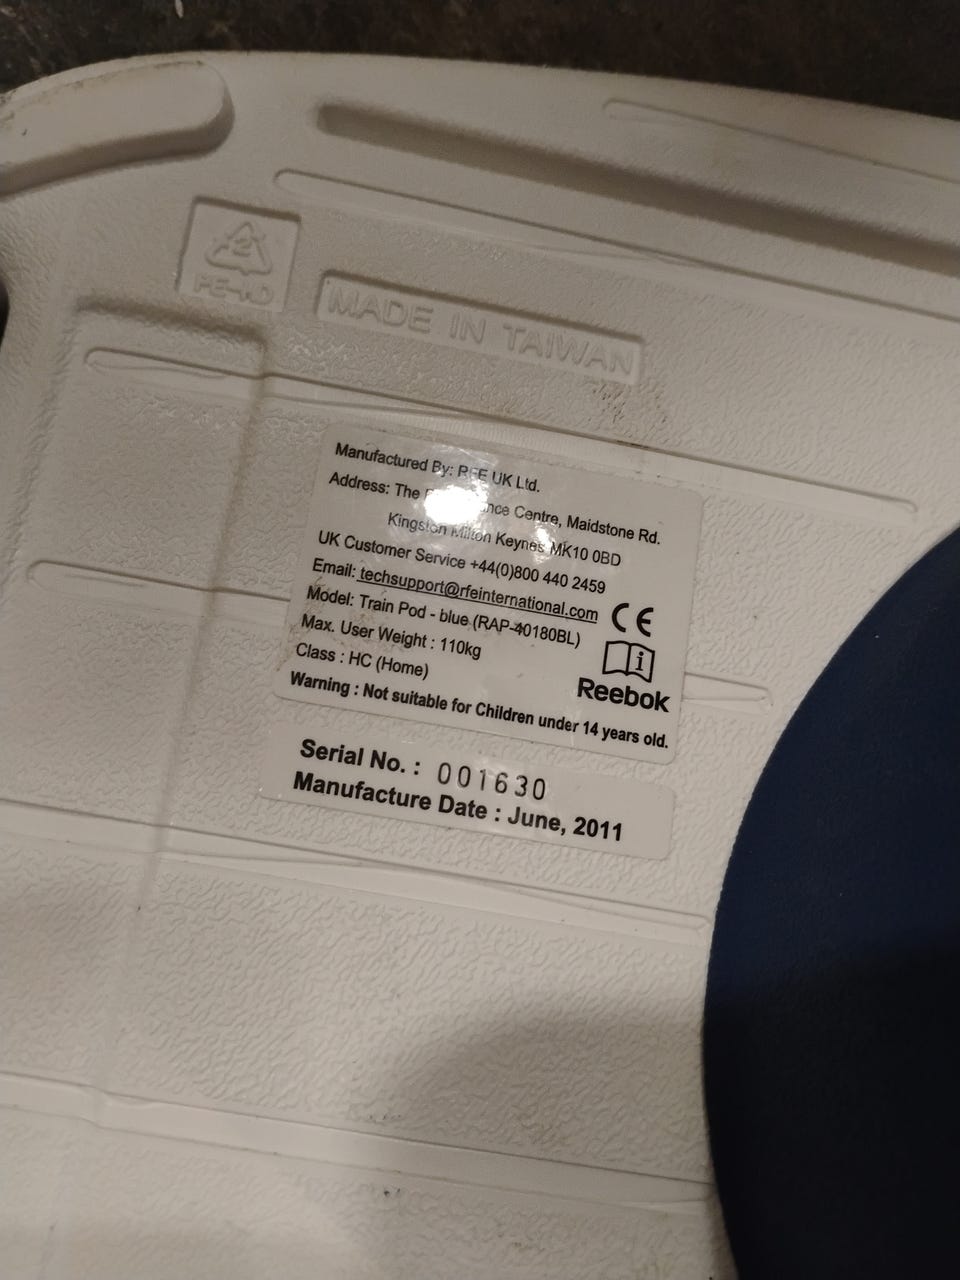 2
PE-HD
MADE IN TAIWAN
Manufactured By: RFE UK Ltd.
Address: The Centre, Maidstone Rd.
Kingston Milton Keynes MK10 0BD
UK Customer Service +44(0)800 440 2459
Email: techsupport@rfeinternational.com
Model: Train Pod - blue (RAP-40180BL)
Max. User Weight : 110kg
Class : HC (Home)
Warning : Not suitable for Children under 14 years old.
CE
i
Reebok
Serial No. : 001630
Manufacture Date : June, 2011